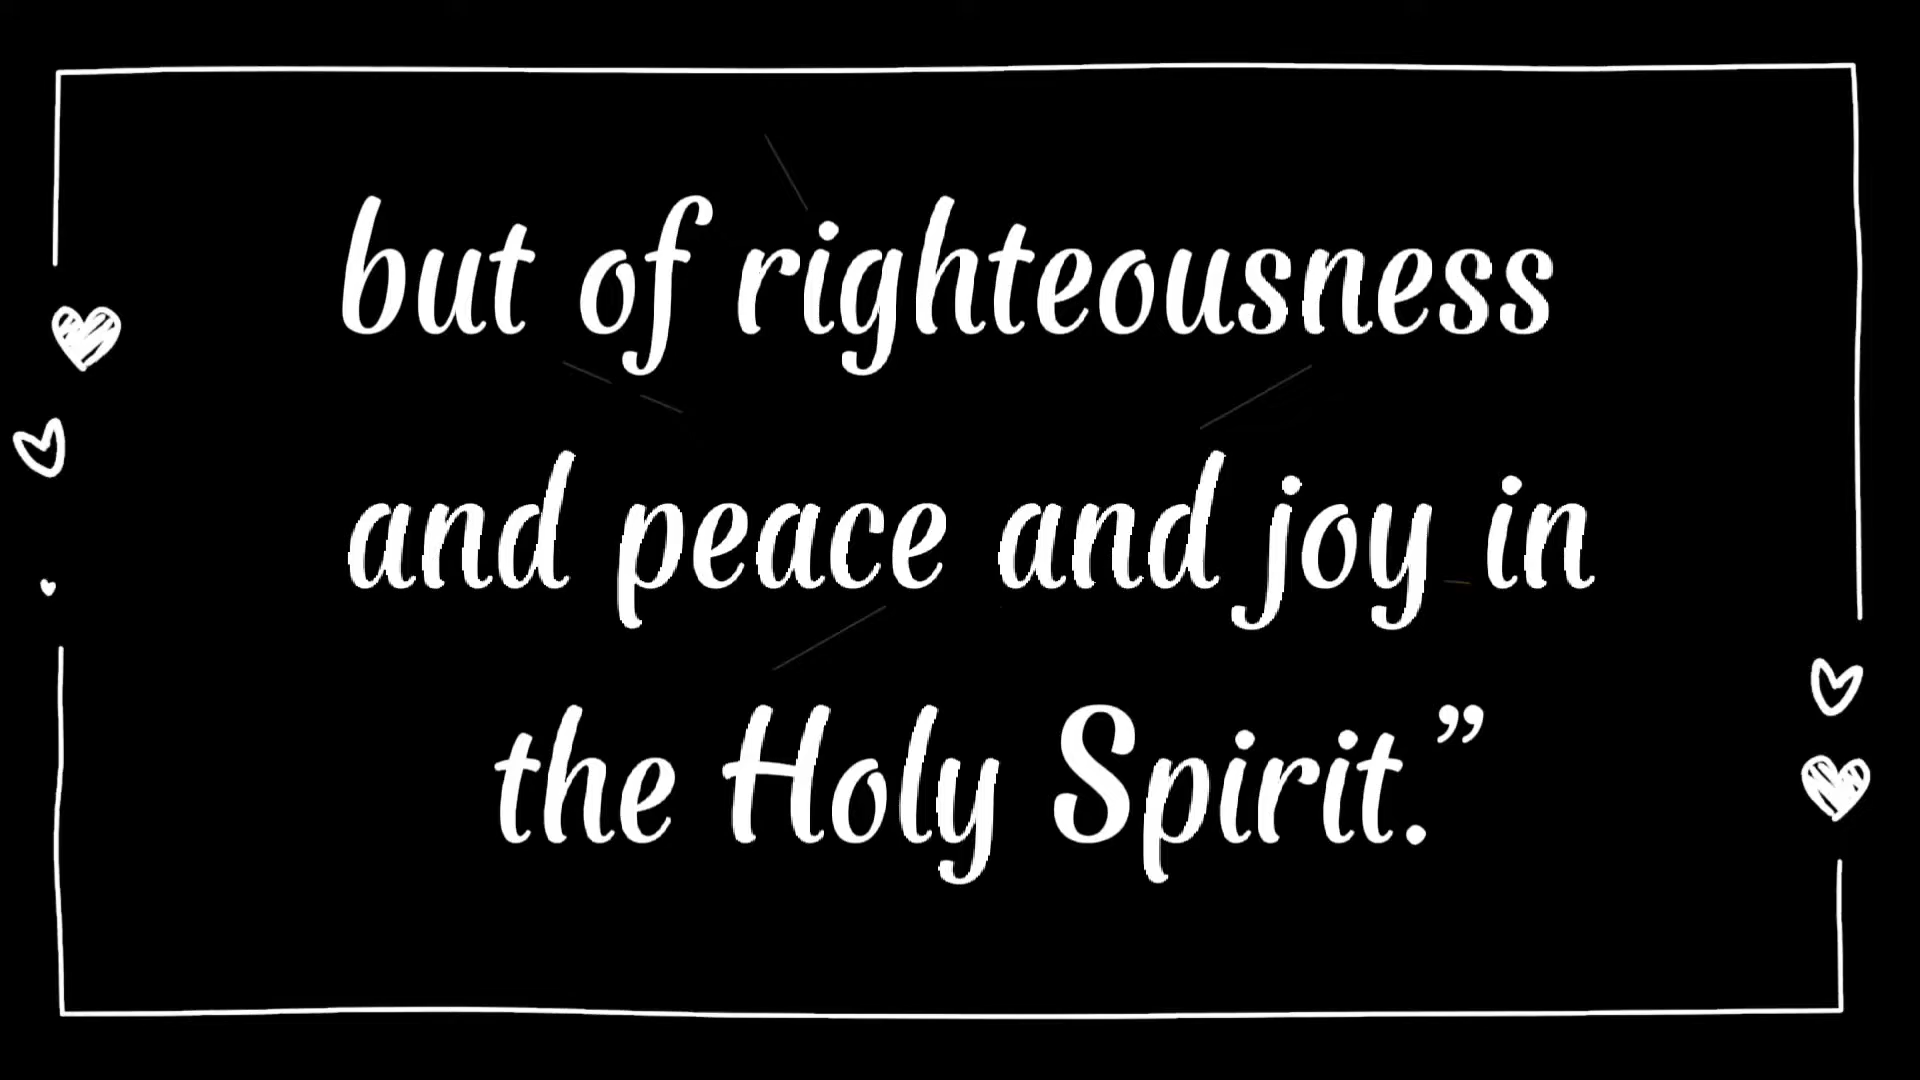 but of righteousness
and peace and joy in
the Holy Spirit.”